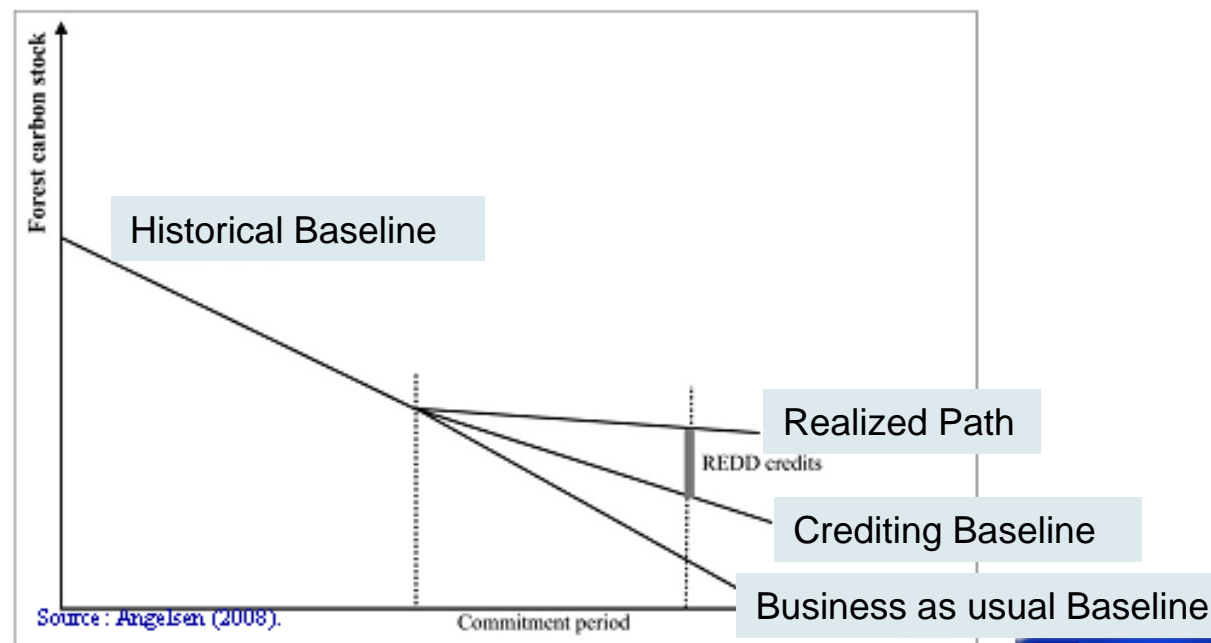 Forest carbon stock
Historical Baseline
Realized Path
REDD credits
Crediting Baseline
Business as usual Baseline
Source : Angelsen (2008).
Commitment period